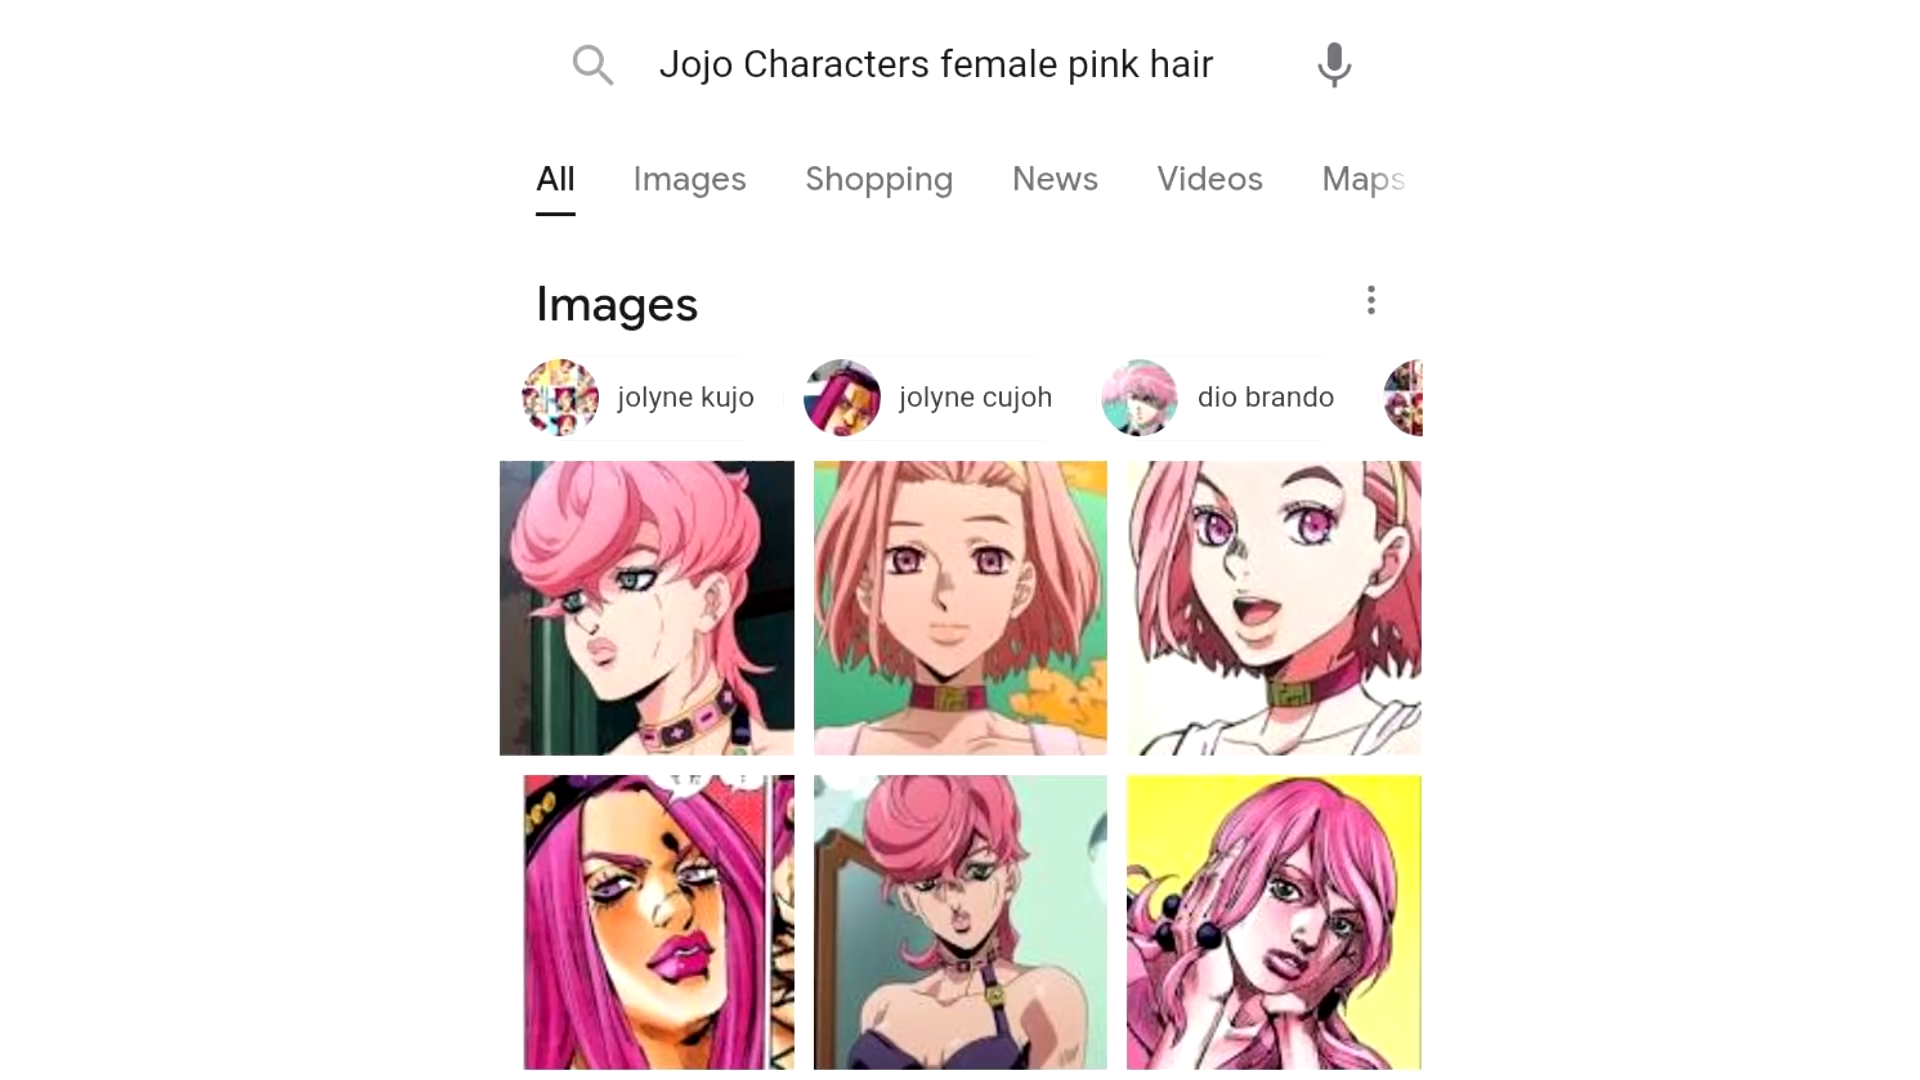 Jojo Characters female pink hair
All Images Shopping News Videos Maps
Images
jolyne kujo jolyne cujoh dio brando